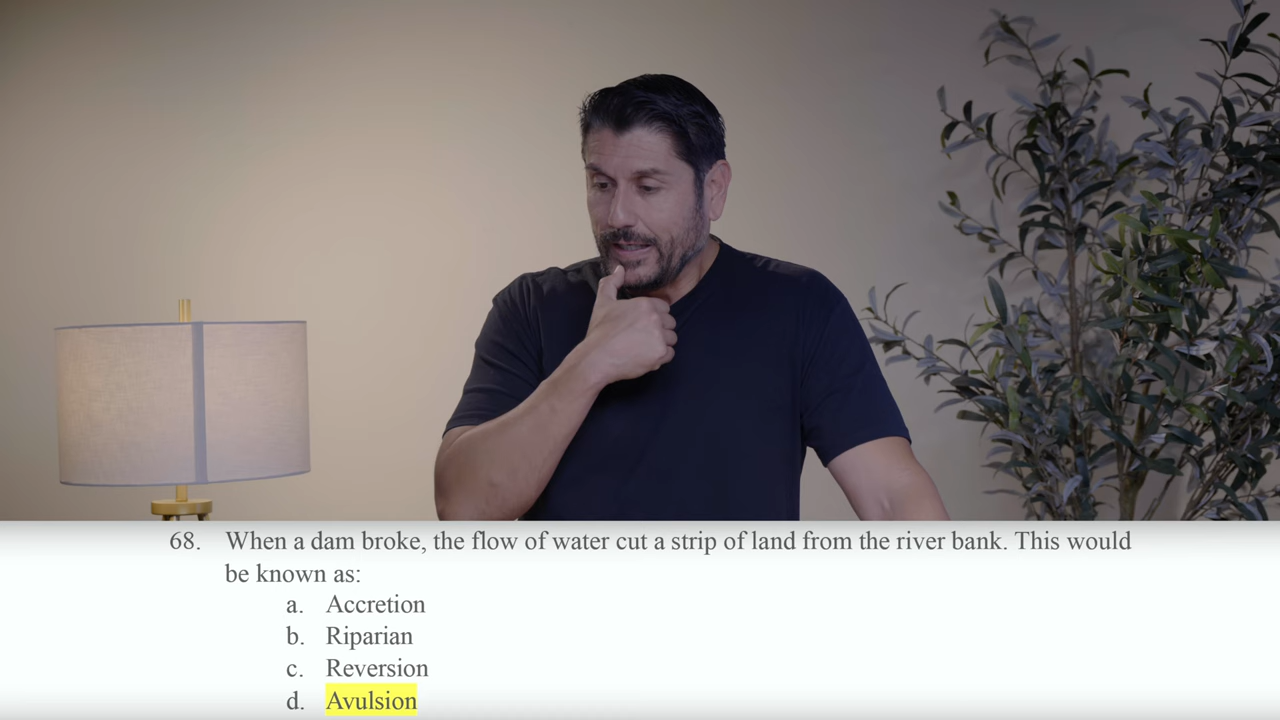 68. When a dam broke, the flow of water cut a strip of land from the river bank. This would
be known as:
a. Accretion
b. Riparian
c. Reversion
d. Avulsion